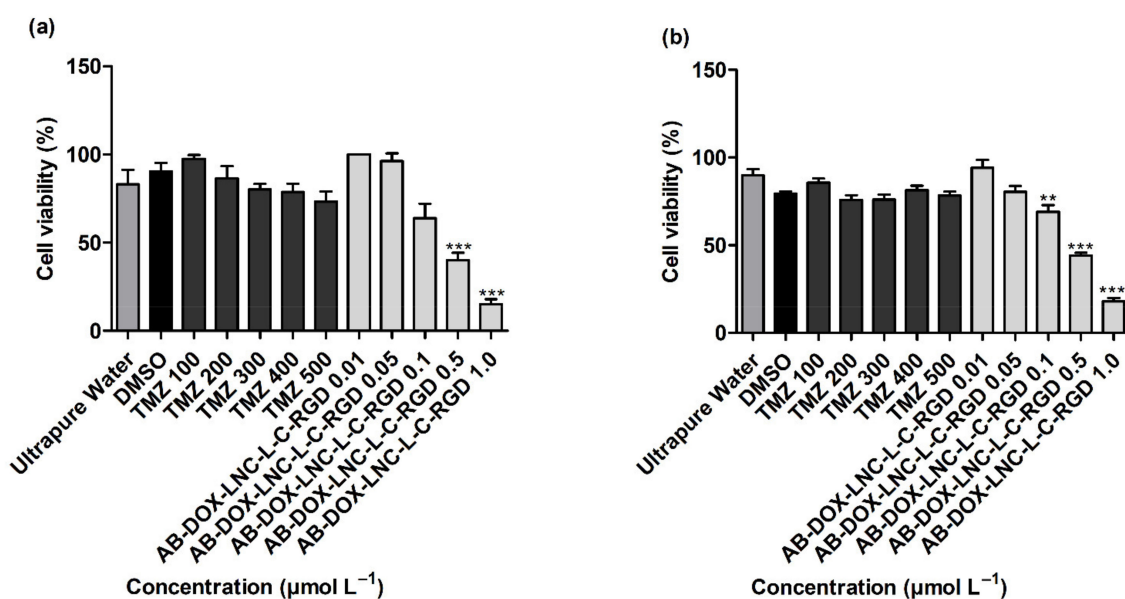 (a)
150
100
50
0
Cell viability (%)
Ultrapure Water
DMSO
TMZ 100
TMZ 200
TMZ 300
TMZ 400
TMZ 500
AB-DOX-LNC-L-C-RGD 0.01
AB-DOX-LNC-L-C-RGD 0.05
AB-DOX-LNC-L-C-RGD 0.1
AB-DOX-LNC-L-C-RGD 0.5
AB-DOX-LNC-L-C-RGD 1.0
***
***
Concentration (µmol L⁻¹)
(b)
150
100
50
0
Cell viability (%)
Ultrapure Water
DMSO
TMZ 100
TMZ 200
TMZ 300
TMZ 400
TMZ 500
AB-DOX-LNC-L-C-RGD 0.01
AB-DOX-LNC-L-C-RGD 0.05
AB-DOX-LNC-L-C-RGD 0.1
AB-DOX-LNC-L-C-RGD 0.5
AB-DOX-LNC-L-C-RGD 1.0
**
***
***
Concentration (µmol L⁻¹)